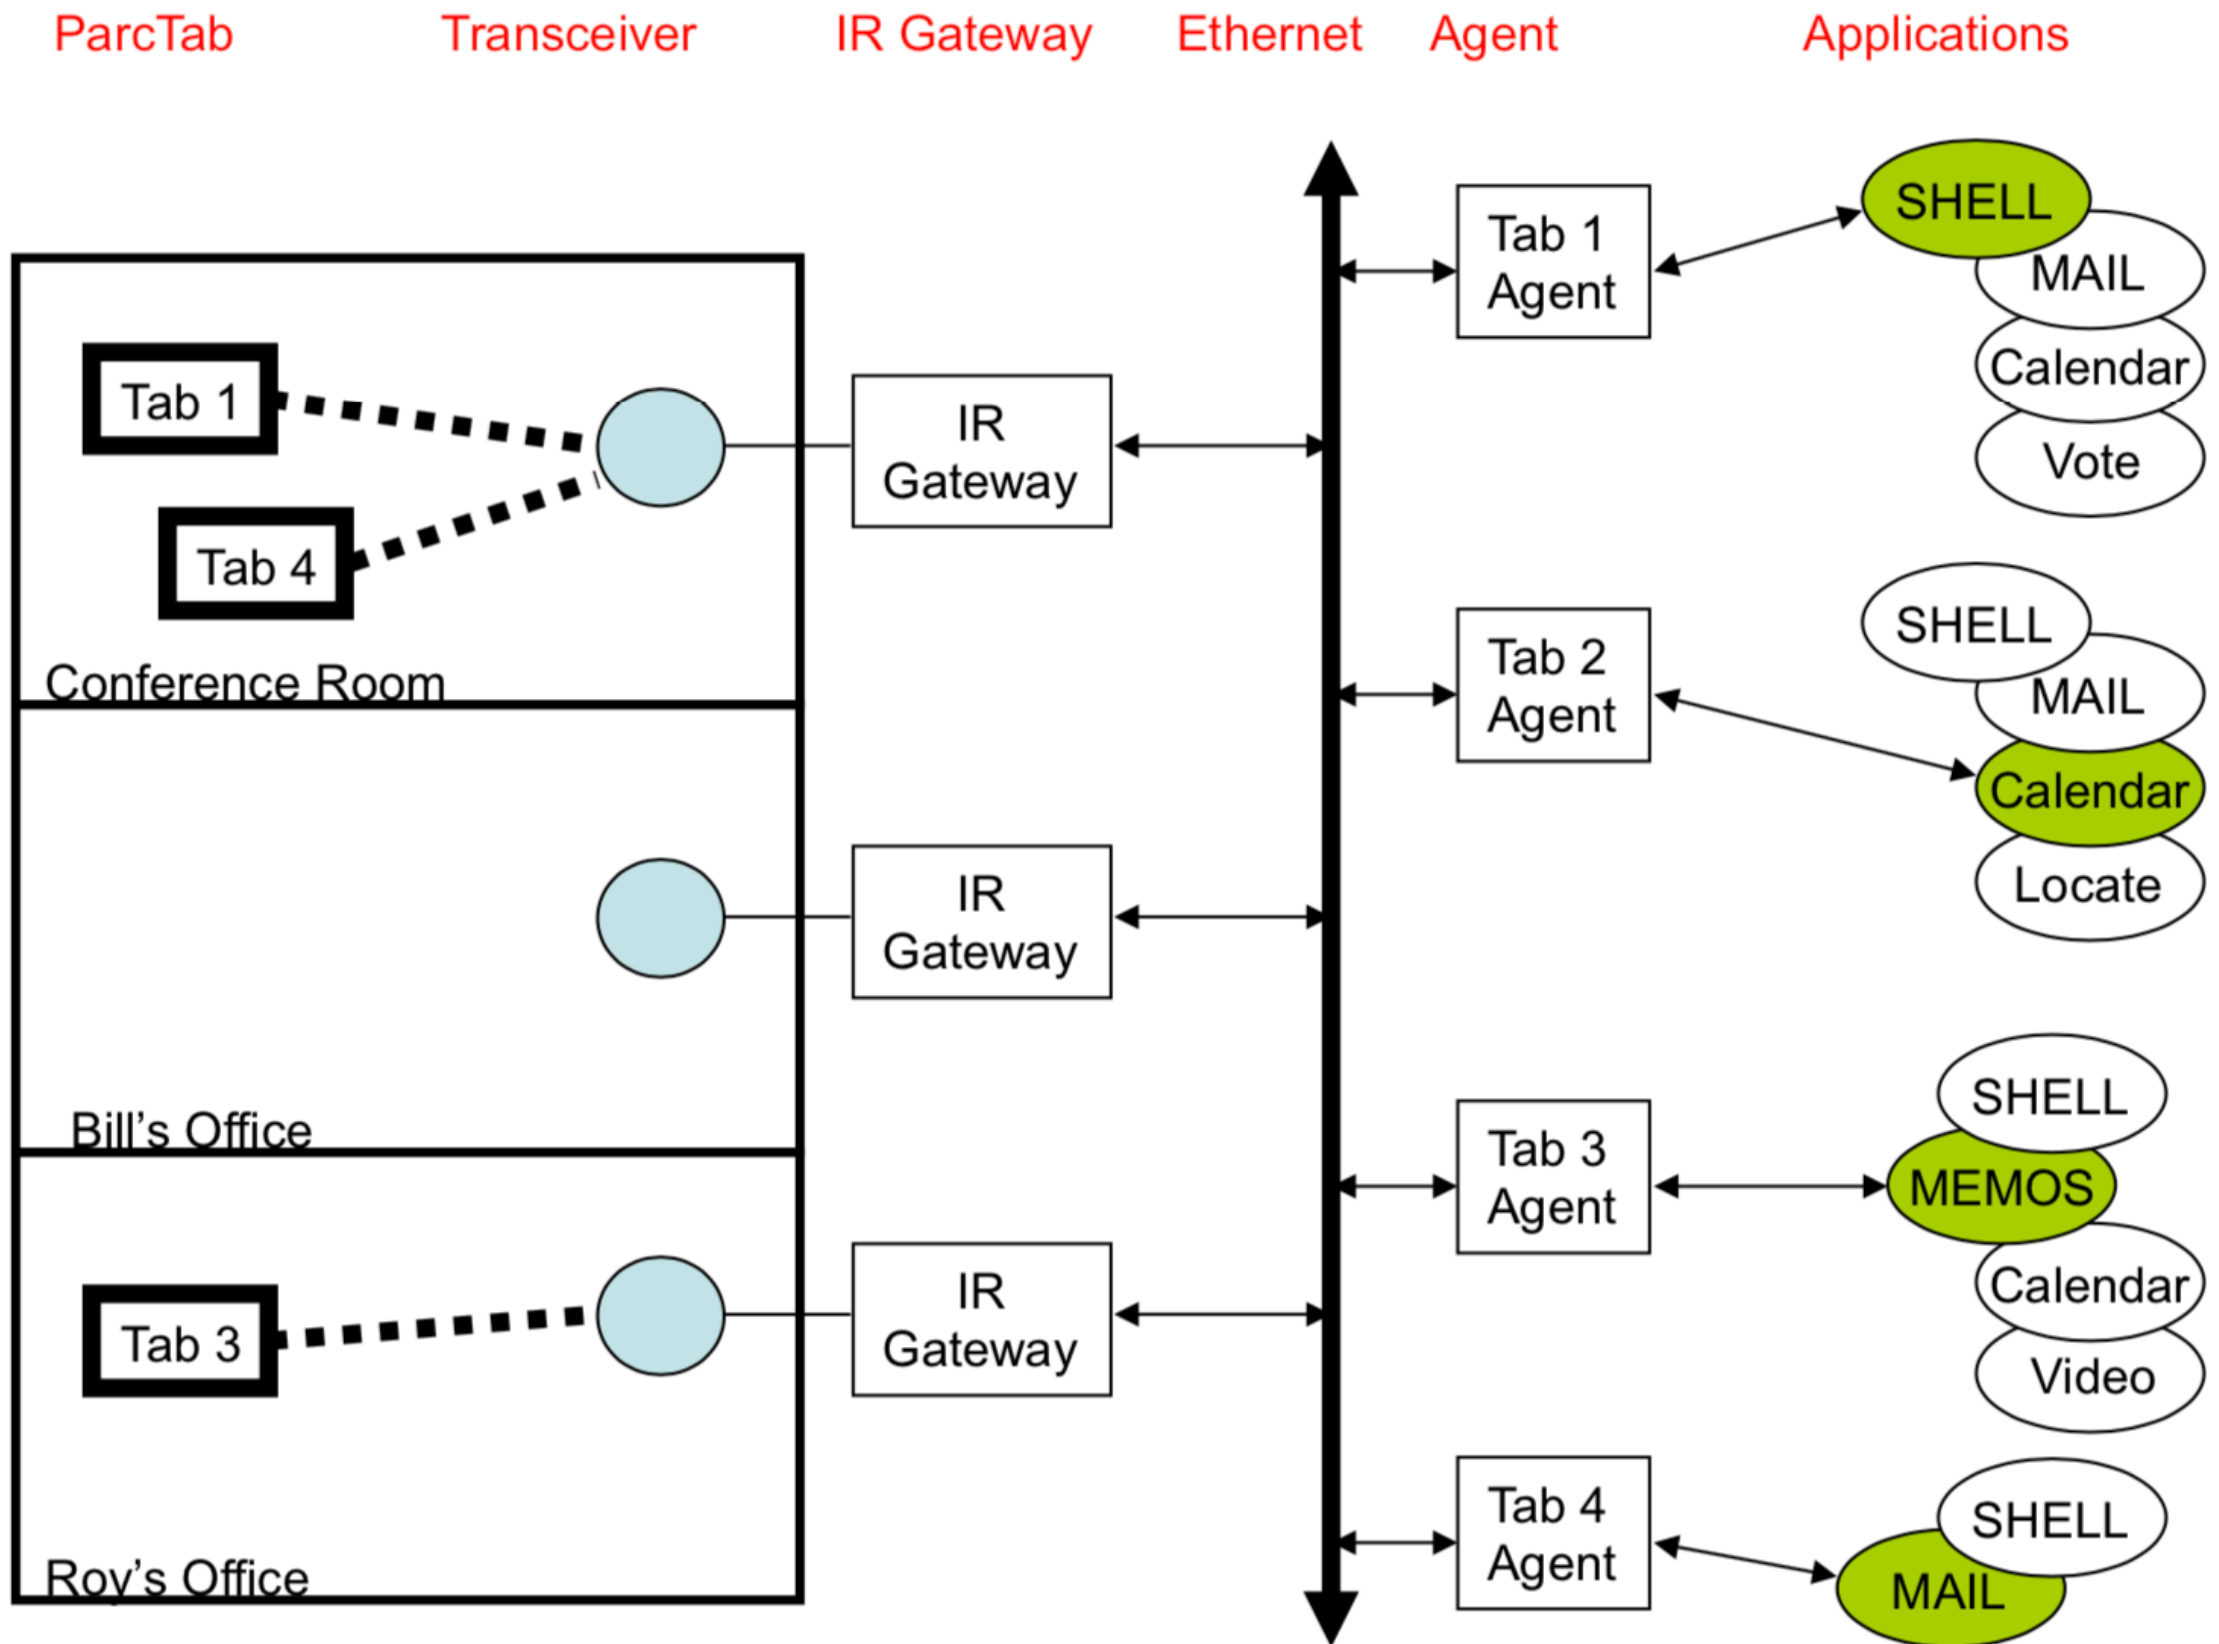 ParcTab Transceiver IR Gateway Ethernet Agent Applications
Tab 1
Tab 4
Conference Room
Bill's Office
Tab 3
Roy's Office
IR
Gateway
IR
Gateway
IR
Gateway
Tab 1
Agent
Tab 2
Agent
Tab 3
Agent
Tab 4
Agent
SHELL
MAIL
Calendar
Vote
SHELL
MAIL
Calendar
Locate
SHELL
MEMOS
Calendar
Video
SHELL
MAIL